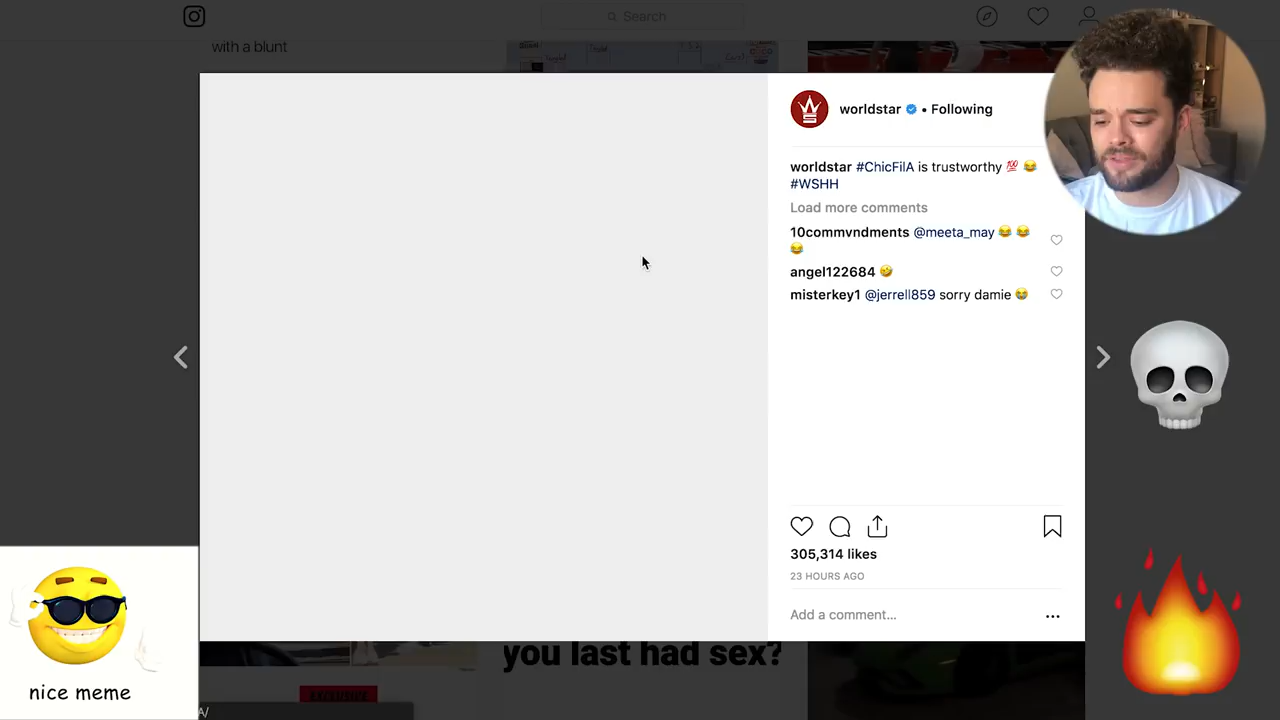 Search
with a blunt
worldstar • Following
worldstar #ChicFilA is trustworthy 💯 😂
#WSHH
Load more comments
10commvndments @meeta_may 😂 😂
😂
angel122684 🤣
misterkey1 @jerrell859 sorry damie 😂
305,314 likes
23 HOURS AGO
Add a comment...
you last had sex?
nice meme
EXCLUSIVE
A/